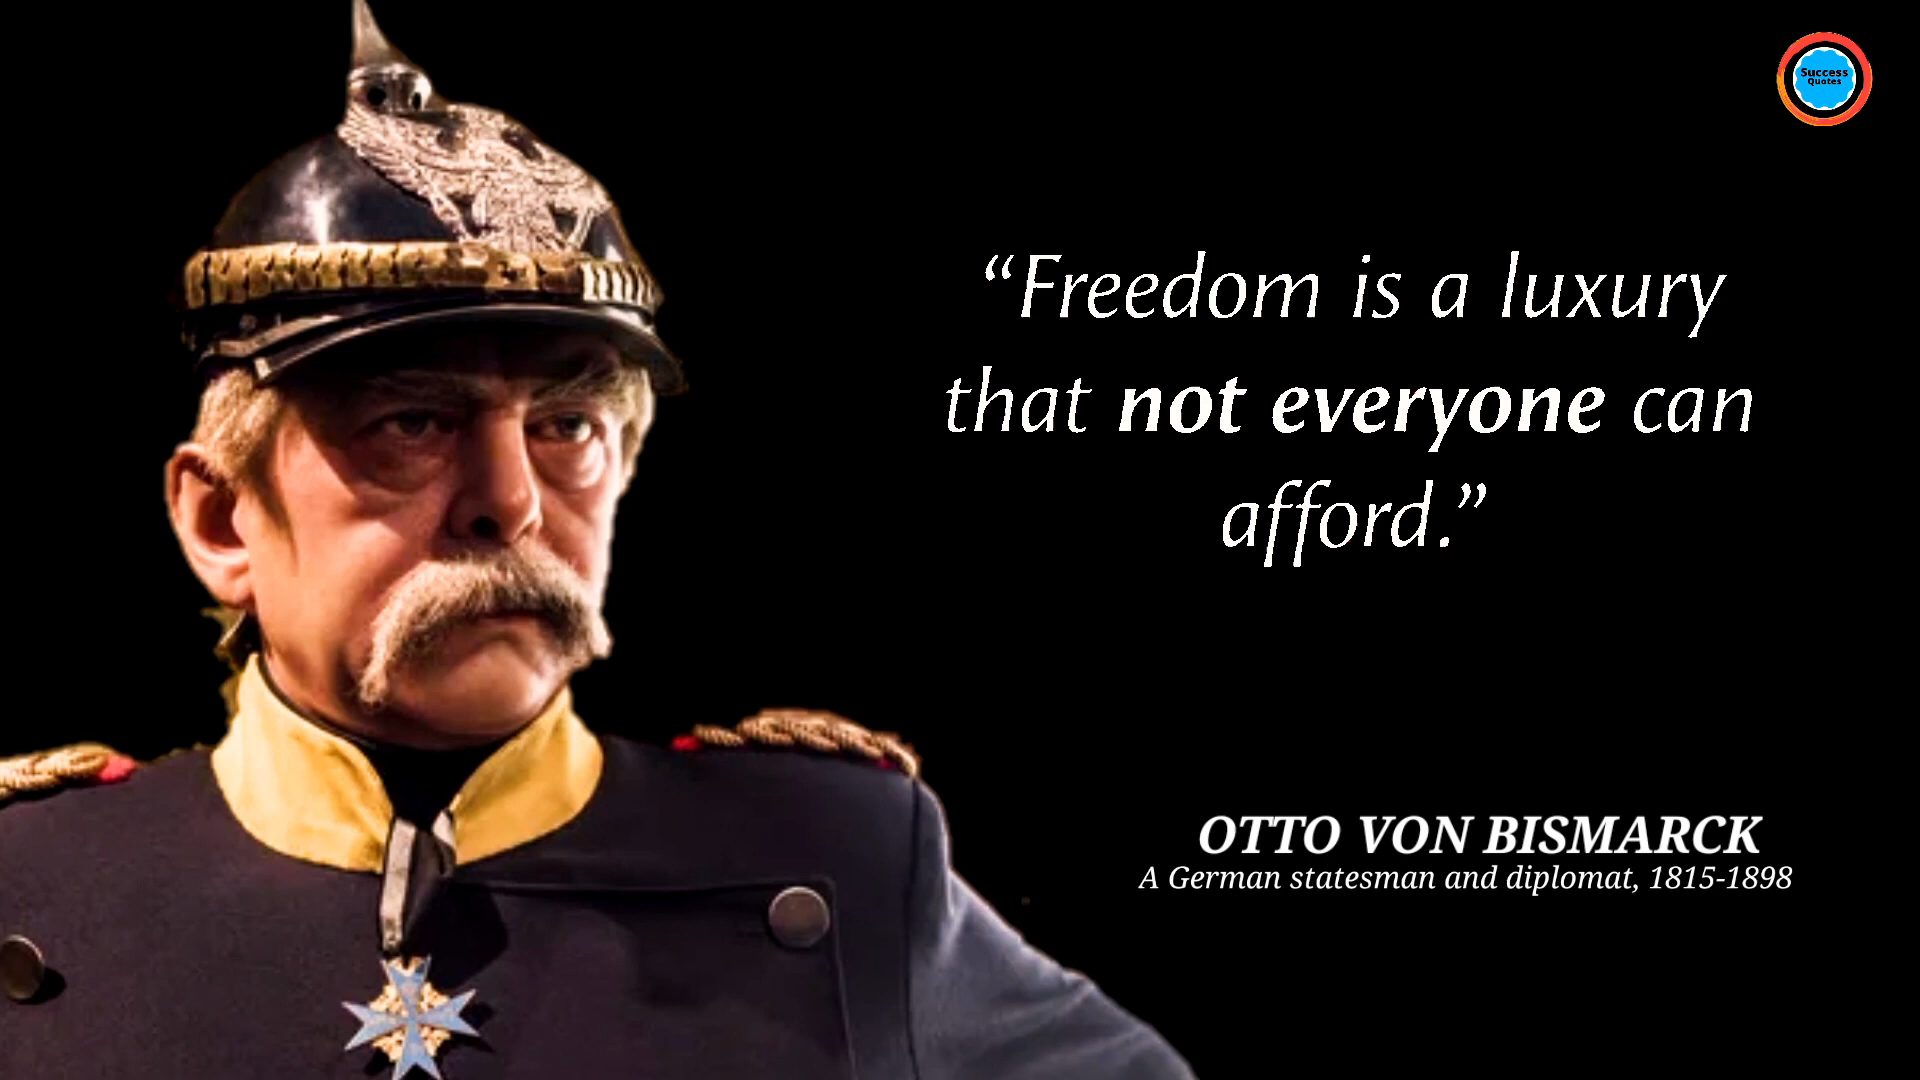 Success
Quotes
“Freedom is a luxury
that not everyone can
afford.”
OTTO VON BISMARCK
A German statesman and diplomat, 1815-1898